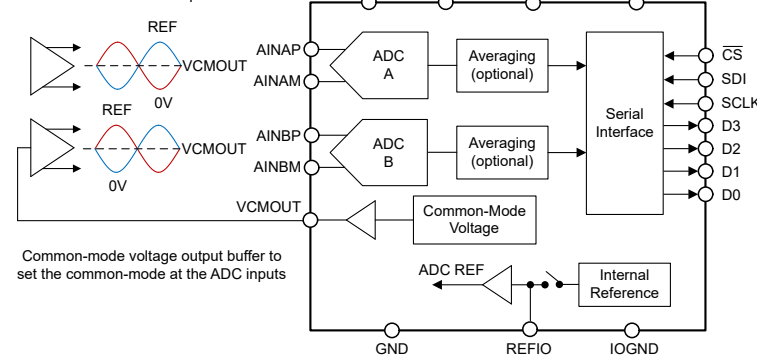 REF
VCMOUT
0V
REF
VCMOUT
0V
AINAP
AINAM
AINBP
AINBM
VCMOUT
ADC
A
Averaging
(optional)
ADC
B
Averaging
(optional)
Serial
Interface
CS
SDI
SCLK
D3
D2
D1
D0
Common-Mode
Voltage
Common-mode voltage output buffer to
set the common-mode at the ADC inputs
ADC REF
Internal
Reference
GND
REFIO
IOGND